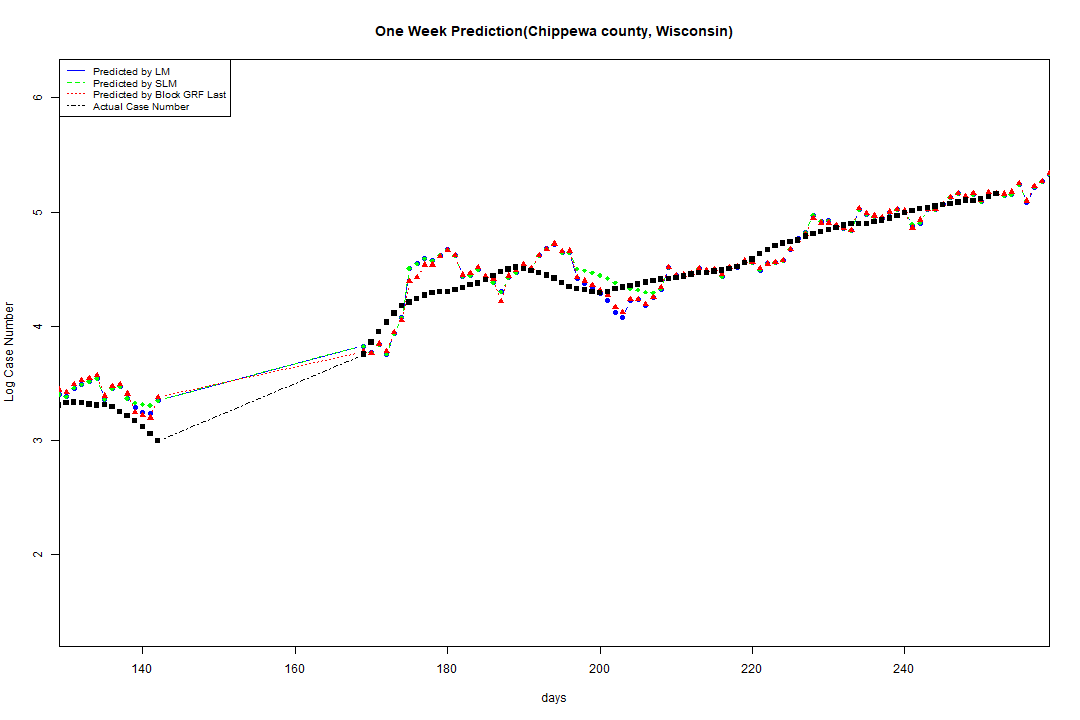 One Week Prediction(Chippewa county, Wisconsin)
Predicted by LM
Predicted by SLM
Predicted by Block GRF Last
Actual Case Number
6
5
4
3
2
Log Case Number
140 160 180 200 220 240
days